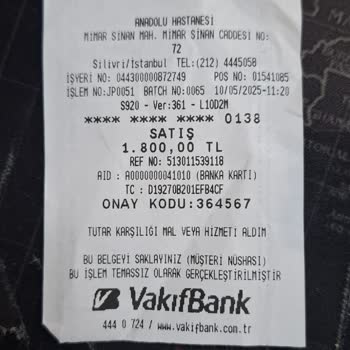 ANADOLU HASTANESİ
MİMAR SİNAN MAH. MİMAR SİNAN CADDESİ NO:
72
Silivri/İstanbul TEL:(212) 4445058
İŞYERİ NO: 044300000872749 POS NO: 01541085
İŞLEM NO:JP0051 BATCH NO:0065 10/05/2025-11:20
S920 - Ver:361 - L10D2M
**** **** **** 0138
SATIŞ
1.800,00 TL
REF NO: 513011539118
AID : A0000000041010 (BANKA KARTI)
TC : D19270B201EFB4CF
ONAY KODU:364567
TUTAR KARŞILIĞI MAL VEYA HİZMETİ ALDIM
BU BELGEYİ SAKLAYINIZ (MÜŞTERİ NÜSHASI)
BU İŞLEM TEMASSIZ OLARAK GERÇEKLEŞTİRİLMİŞTİR
VakıfBank
444 0 724 / www.vakifbank.com.tr